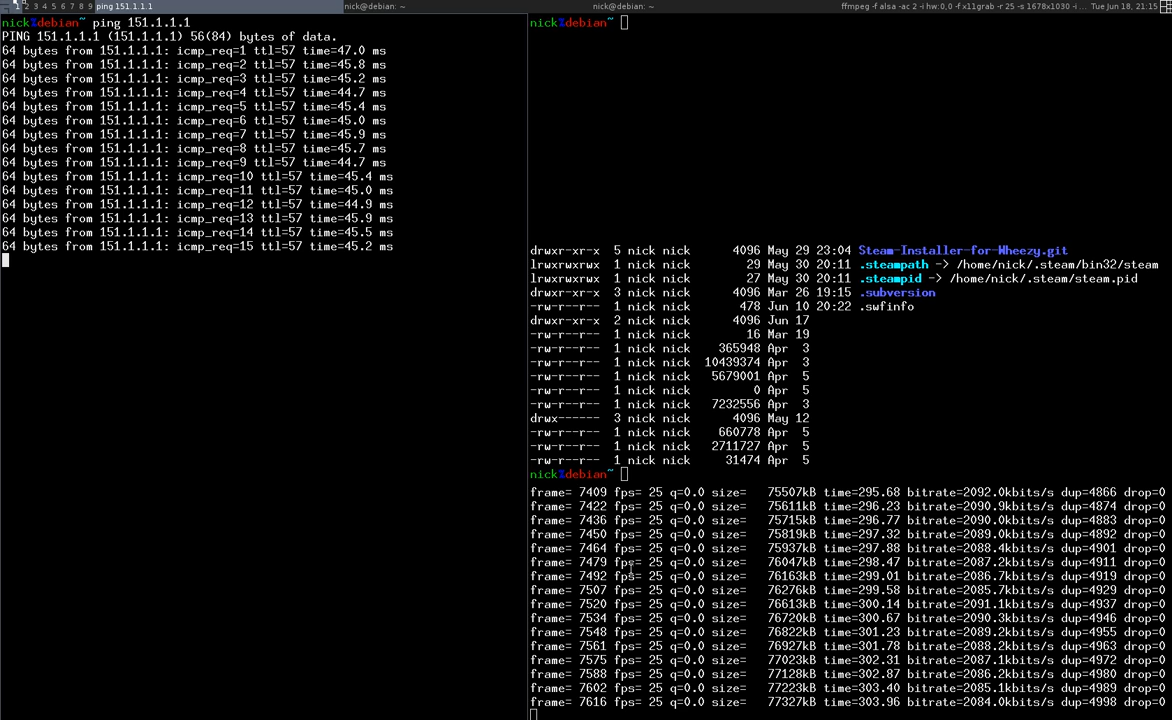 1 2 3 4 5 6 7 8 9 ping 151.1.1.1 nick@debian: ~ nick@debian: ~ ffmpeg -f alsa -ac 2 -i hw:0,0 -f x11grab -r 25 -s 1678x1030 -i ... Tue Jun 18, 21:15
nick%debian~ ping 151.1.1.1
PING 151.1.1.1 (151.1.1.1) 56(84) bytes of data.
64 bytes from 151.1.1.1: icmp_req=1 ttl=57 time=47.0 ms
64 bytes from 151.1.1.1: icmp_req=2 ttl=57 time=45.8 ms
64 bytes from 151.1.1.1: icmp_req=3 ttl=57 time=45.2 ms
64 bytes from 151.1.1.1: icmp_req=4 ttl=57 time=44.7 ms
64 bytes from 151.1.1.1: icmp_req=5 ttl=57 time=45.4 ms
64 bytes from 151.1.1.1: icmp_req=6 ttl=57 time=45.0 ms
64 bytes from 151.1.1.1: icmp_req=7 ttl=57 time=45.9 ms
64 bytes from 151.1.1.1: icmp_req=8 ttl=57 time=45.7 ms
64 bytes from 151.1.1.1: icmp_req=9 ttl=57 time=44.7 ms
64 bytes from 151.1.1.1: icmp_req=10 ttl=57 time=45.4 ms
64 bytes from 151.1.1.1: icmp_req=11 ttl=57 time=45.0 ms
64 bytes from 151.1.1.1: icmp_req=12 ttl=57 time=44.9 ms
64 bytes from 151.1.1.1: icmp_req=13 ttl=57 time=45.9 ms
64 bytes from 151.1.1.1: icmp_req=14 ttl=57 time=45.5 ms
64 bytes from 151.1.1.1: icmp_req=15 ttl=57 time=45.2 ms
nick%debian~
drwxr-xr-x 5 nick nick 4096 May 29 23:04 Steam-Installer-for-Wheezy.git
lrwxrwxrwx 1 nick nick 29 May 30 20:11 .steampath -> /home/nick/.steam/bin32/steam
lrwxrwxrwx 1 nick nick 27 May 30 20:11 .steampid -> /home/nick/.steam/steam.pid
drwxr-xr-x 3 nick nick 4096 Mar 26 19:15 .subversion
-rw-r--r-- 1 nick nick 478 Jun 10 20:22 .swfinfo
drwxr-xr-x 2 nick nick 4096 Jun 17
-rw-r--r-- 1 nick nick 16 Mar 19
-rw-r--r-- 1 nick nick 365948 Apr 3
-rw-r--r-- 1 nick nick 10439374 Apr 3
-rw-r--r-- 1 nick nick 5679001 Apr 5
-rw-r--r-- 1 nick nick 0 Apr 5
-rw-r--r-- 1 nick nick 7232556 Apr 3
drwx------ 3 nick nick 4096 May 12
-rw-r--r-- 1 nick nick 660778 Apr 5
-rw-r--r-- 1 nick nick 2711727 Apr 5
-rw-r--r-- 1 nick nick 31474 Apr 5
nick%debian~
frame= 7409 fps= 25 q=0.0 size= 75507kB time=295.68 bitrate=2092.0kbits/s dup=4866 drop=0
frame= 7422 fps= 25 q=0.0 size= 75611kB time=296.23 bitrate=2090.9kbits/s dup=4874 drop=0
frame= 7436 fps= 25 q=0.0 size= 75715kB time=296.77 bitrate=2090.0kbits/s dup=4883 drop=0
frame= 7450 fps= 25 q=0.0 size= 75819kB time=297.32 bitrate=2089.0kbits/s dup=4892 drop=0
frame= 7464 fps= 25 q=0.0 size= 75937kB time=297.88 bitrate=2088.4kbits/s dup=4901 drop=0
frame= 7479 fps= 25 q=0.0 size= 76047kB time=298.47 bitrate=2087.2kbits/s dup=4911 drop=0
frame= 7492 fps= 25 q=0.0 size= 76163kB time=299.01 bitrate=2086.7kbits/s dup=4919 drop=0
frame= 7507 fps= 25 q=0.0 size= 76276kB time=299.58 bitrate=2085.7kbits/s dup=4929 drop=0
frame= 7520 fps= 25 q=0.0 size= 76613kB time=300.14 bitrate=2091.1kbits/s dup=4937 drop=0
frame= 7534 fps= 25 q=0.0 size= 76720kB time=300.67 bitrate=2090.3kbits/s dup=4946 drop=0
frame= 7548 fps= 25 q=0.0 size= 76822kB time=301.23 bitrate=2089.2kbits/s dup=4955 drop=0
frame= 7561 fps= 25 q=0.0 size= 76927kB time=301.78 bitrate=2088.2kbits/s dup=4963 drop=0
frame= 7575 fps= 25 q=0.0 size= 77023kB time=302.31 bitrate=2087.1kbits/s dup=4972 drop=0
frame= 7588 fps= 25 q=0.0 size= 77128kB time=302.87 bitrate=2086.2kbits/s dup=4980 drop=0
frame= 7602 fps= 25 q=0.0 size= 77223kB time=303.40 bitrate=2085.1kbits/s dup=4989 drop=0
frame= 7616 fps= 25 q=0.0 size= 77327kB time=303.96 bitrate=2084.0kbits/s dup=4998 drop=0